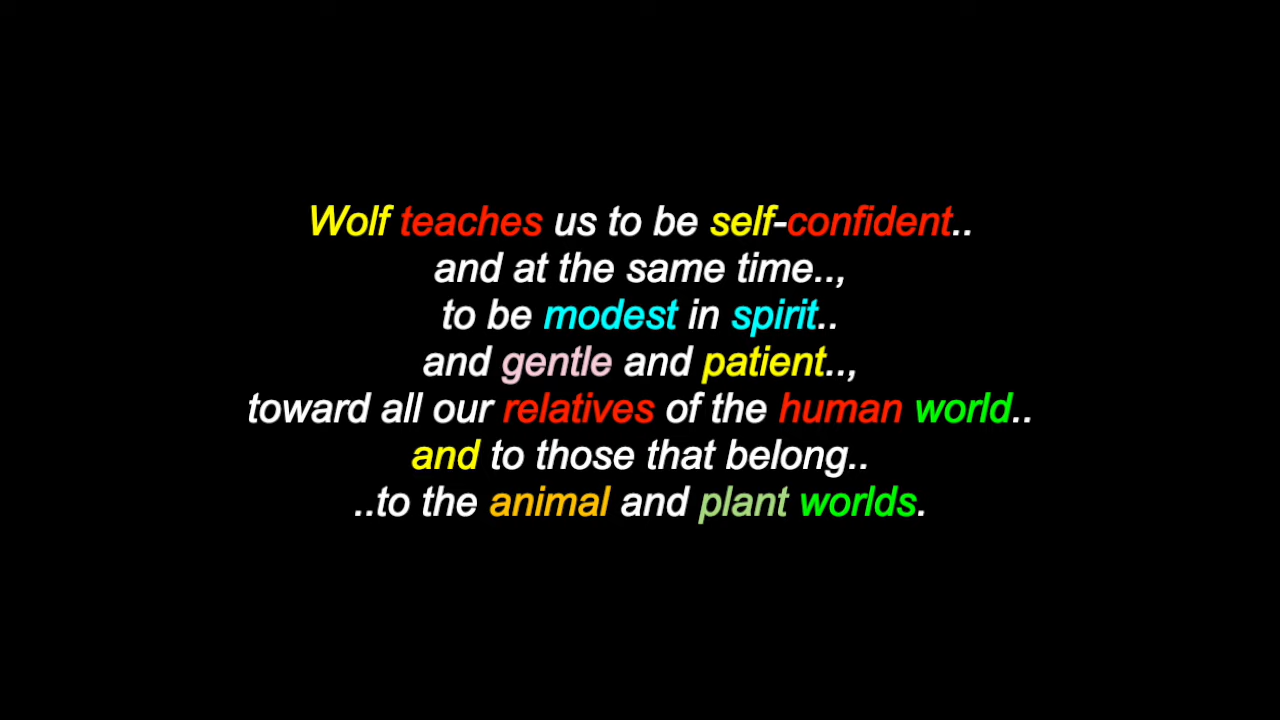 Wolf teaches us to be self-confident..
and at the same time..,
to be modest in spirit..
and gentle and patient..,
toward all our relatives of the human world..
and to those that belong..
..to the animal and plant worlds.